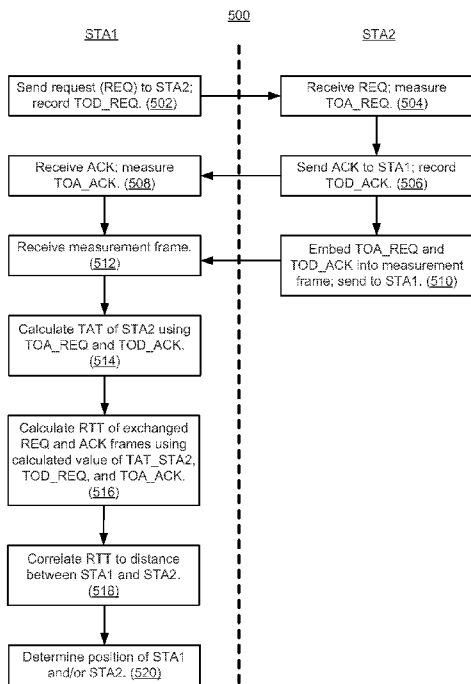 500
STA1
STA2
Send request (REQ) to STA2;
record TOD_REQ. (502)
Receive REQ; measure
TOA_REQ. (504)
Receive ACK; measure
TOA_ACK. (508)
Send ACK to STA1; record
TOD_ACK. (506)
Receive measurement frame.
(512)
Embed TOA_REQ and
TOD_ACK into measurement
frame; send to STA1. (510)
Calculate TAT of STA2 using
TOA_REQ and TOD_ACK.
(514)
Calculate RTT of exchanged
REQ and ACK frames using
calculated value of TAT_STA2,
TOD_REQ, and TOA_ACK.
(516)
Correlate RTT to distance
between STA1 and STA2.
(518)
Determine position of STA1
and/or STA2. (520)